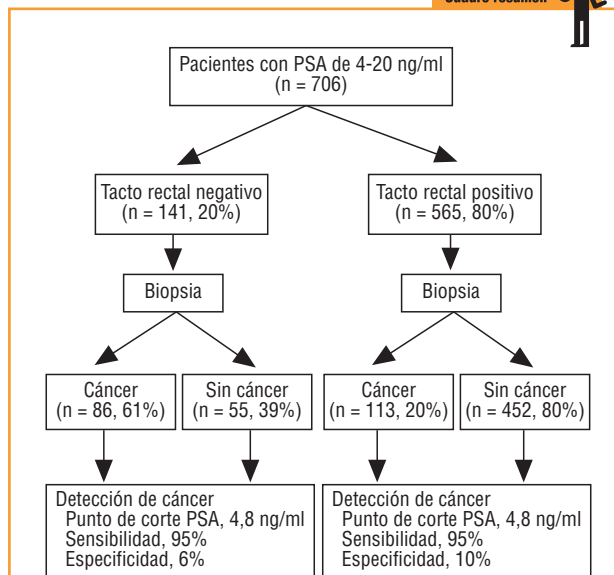 Cuadro resumen
Pacientes con PSA de 4-20 ng/ml
(n = 706)
Tacto rectal negativo
(n = 141, 20%)
Tacto rectal positivo
(n = 565, 80%)
Biopsia
Biopsia
Cáncer
(n = 86, 61%)
Sin cáncer
(n = 55, 39%)
Cáncer
(n = 113, 20%)
Sin cáncer
(n = 452, 80%)
Detección de cáncer
Punto de corte PSA, 4,8 ng/ml
Sensibilidad, 95%
Especificidad, 6%
Detección de cáncer
Punto de corte PSA, 4,8 ng/ml
Sensibilidad, 95%
Especificidad, 10%